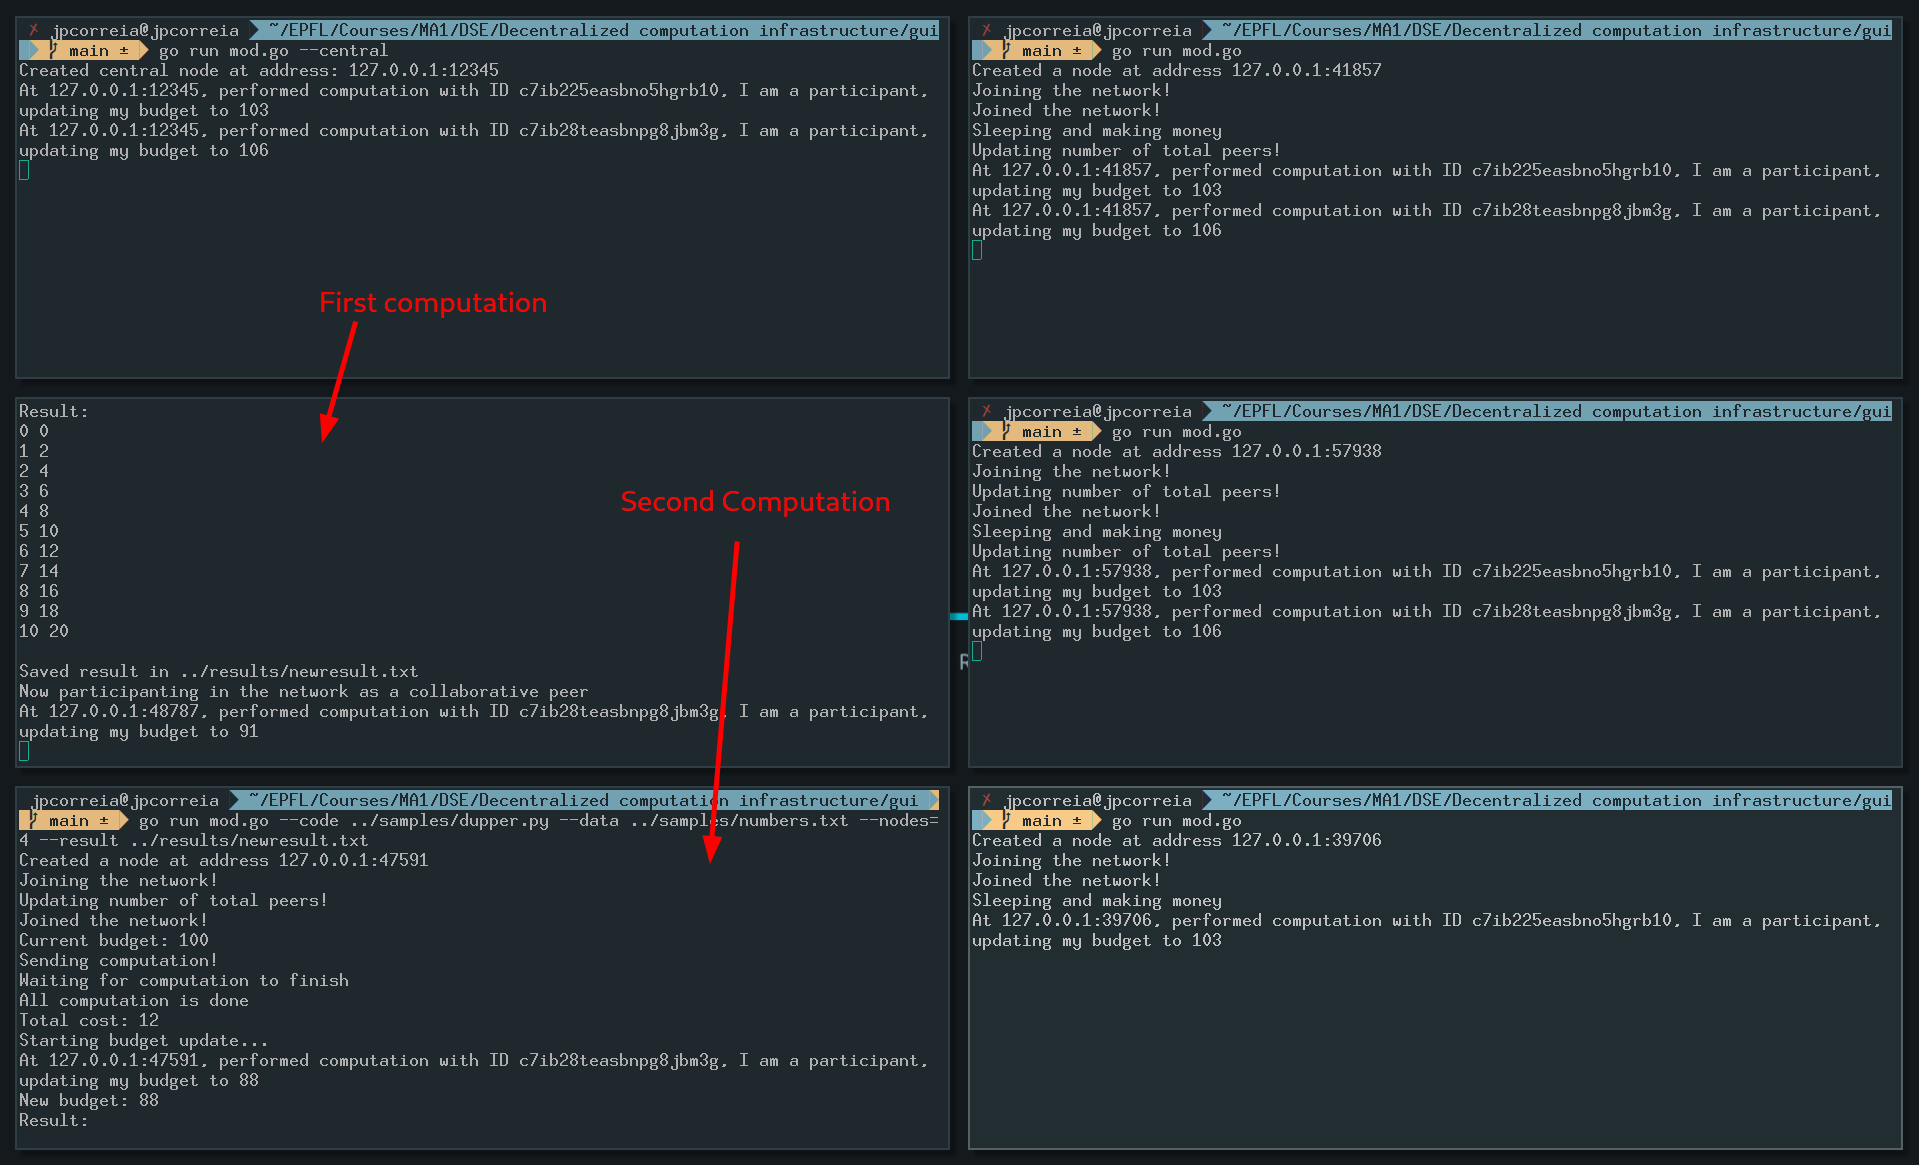 ✗ jpcorreia@jpcorreia ~/EPFL/Courses/MA1/DSE/Decentralized computation infrastructure/gui
main ± go run mod.go --central
Created central node at address: 127.0.0.1:12345
At 127.0.0.1:12345, performed computation with ID c7ib225easbno5hgrb10, I am a participant,
updating my budget to 103
At 127.0.0.1:12345, performed computation with ID c7ib28teasbnpg8jbm3g, I am a participant,
updating my budget to 106
First computation
✗ jpcorreia@jpcorreia ~/EPFL/Courses/MA1/DSE/Decentralized computation infrastructure/gui
main ± go run mod.go
Created a node at address 127.0.0.1:41857
Joining the network!
Joined the network!
Sleeping and making money
Updating number of total peers!
At 127.0.0.1:41857, performed computation with ID c7ib225easbno5hgrb10, I am a participant,
updating my budget to 103
At 127.0.0.1:41857, performed computation with ID c7ib28teasbnpg8jbm3g, I am a participant,
updating my budget to 106
Result:
0 0
1 2
2 4
3 6
4 8
5 10
6 12
7 14
8 16
9 18
10 20
Second Computation
Saved result in ../results/newresult.txt
Now participanting in the network as a collaborative peer
At 127.0.0.1:48787, performed computation with ID c7ib28teasbnpg8jbm3g, I am a participant,
updating my budget to 91
R
✗ jpcorreia@jpcorreia ~/EPFL/Courses/MA1/DSE/Decentralized computation infrastructure/gui
main ± go run mod.go
Created a node at address 127.0.0.1:57938
Joining the network!
Updating number of total peers!
Joined the network!
Sleeping and making money
Updating number of total peers!
At 127.0.0.1:57938, performed computation with ID c7ib225easbno5hgrb10, I am a participant,
updating my budget to 103
At 127.0.0.1:57938, performed computation with ID c7ib28teasbnpg8jbm3g, I am a participant,
updating my budget to 106
jpcorreia@jpcorreia ~/EPFL/Courses/MA1/DSE/Decentralized computation infrastructure/gui
main ± go run mod.go --code ../samples/dupper.py --data ../samples/numbers.txt --nodes=
4 --result ../results/newresult.txt
Created a node at address 127.0.0.1:47591
Joining the network!
Updating number of total peers!
Joined the network!
Current budget: 100
Sending computation!
Waiting for computation to finish
All computation is done
Total cost: 12
Starting budget update...
At 127.0.0.1:47591, performed computation with ID c7ib28teasbnpg8jbm3g, I am a participant,
updating my budget to 88
New budget: 88
Result:
✗ jpcorreia@jpcorreia ~/EPFL/Courses/MA1/DSE/Decentralized computation infrastructure/gui
main ± go run mod.go
Created a node at address 127.0.0.1:39706
Joining the network!
Joined the network!
Sleeping and making money
At 127.0.0.1:39706, performed computation with ID c7ib225easbno5hgrb10, I am a participant,
updating my budget to 103